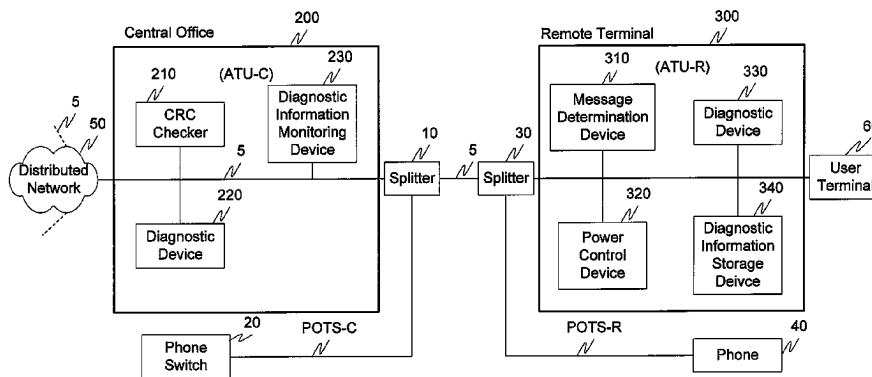 Central Office
200
Remote Terminal
300
210
(ATU-C)
230
310
(ATU-R)
330
5
50
CRC
Checker
Diagnostic
Information
Monitoring
Device
10
5
30
Message
Determination
Device
Diagnostic
Device
Distributed
Network
5
Splitter
Splitter
User
Terminal
220
320
340
Diagnostic
Device
Power
Control
Device
Diagnostic
Information
Storage
Deivce
20
POTS-C
POTS-R
40
Phone
Switch
Phone